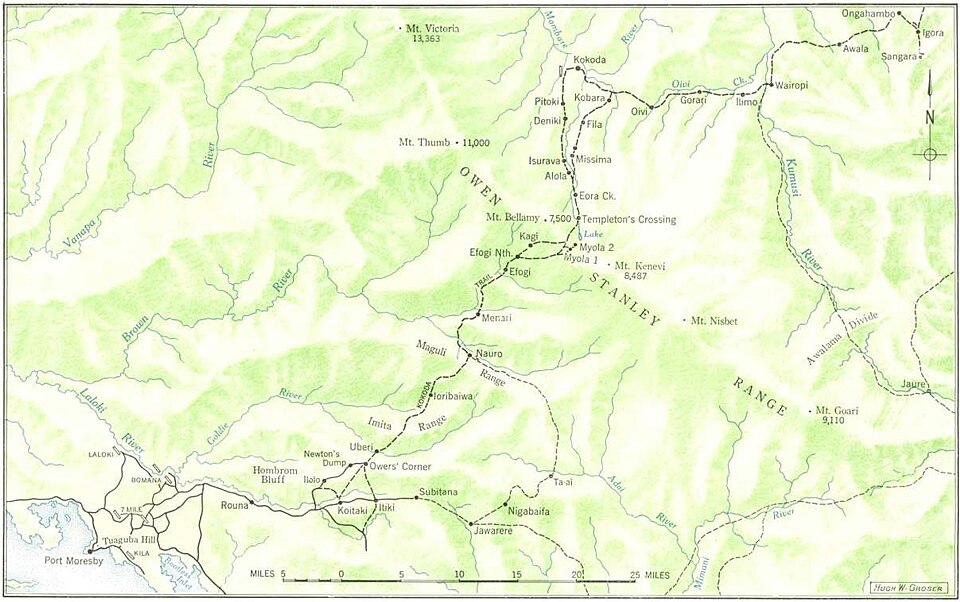 Mt. Victoria
13,363
Mambare
River
Ongahambo
Igora
Awala
Sangara
Kokoda
Oivi
Ck.
Wairopi
Pitoki
Kobara
Oivi
Gorari
Ilimo
Deniki
Fila
N
Mt. Thumb
11,000
River
Isurava
Missima
Alola
Kumusi
River
OWEN
Eora Ck.
Mt. Bellamy
7,500
Templeton's Crossing
Vanapa
Lake
Kagi
Myola 2
Efogi Nth.
Myola 1
Efogi
Mt. Kenevi
8,487
River
TRAIL
STANLEY
Menari
Mt. Nisbet
Brown
Awalama Divide
Maguli
Nauro
Range
RANGE
Jaure
Laloki
River
KOKODA
Ioribaiwa
River
Goldie
Imita
Range
Mt. Goari
9,110
Uberi
LALOKI
Newton's
Dump
Owers' Corner
Hombrom
Bluff
BOMANA
Ilolo
Ta-ai
Adai
River
Rouna
Subitana
Koitaki
Itiki
Nigabaifa
River
7 MILE
Jawarere
Tuaguba Hill
KILA
Port Moresby
Bootless
Inlet
Mimani
MILES
5
0
5
10
15
20
25
MILES
HUGH W. GROSER